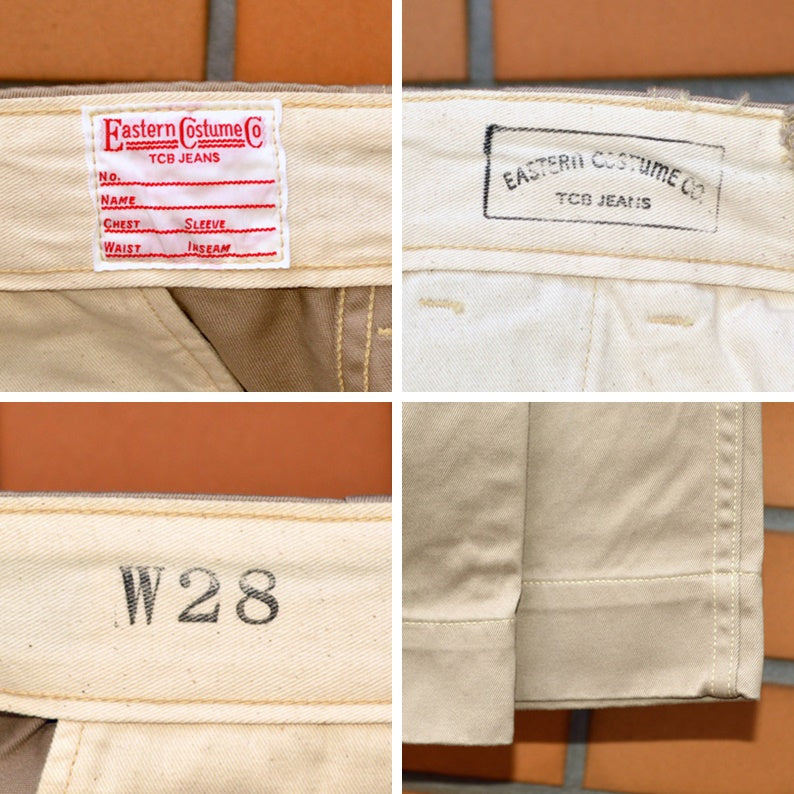 Eastern Costume Co
TCB JEANS
No.
NAME
CHEST SLEEVE
WAIST INSEAM
EASTERN COSTUME CO.
TCB JEANS
W28